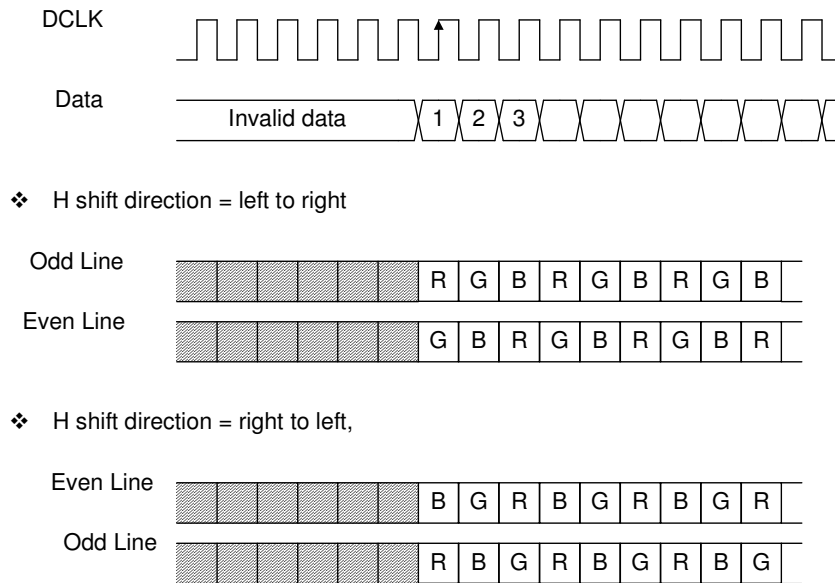 DCLK
Data Invalid data 1 2 3
❖ H shift direction = left to right
Odd Line R G B R G B R G B
Even Line G B R G B R G B R
❖ H shift direction = right to left,
Even Line B G R B G R B G R
Odd Line R B G R B G R B G